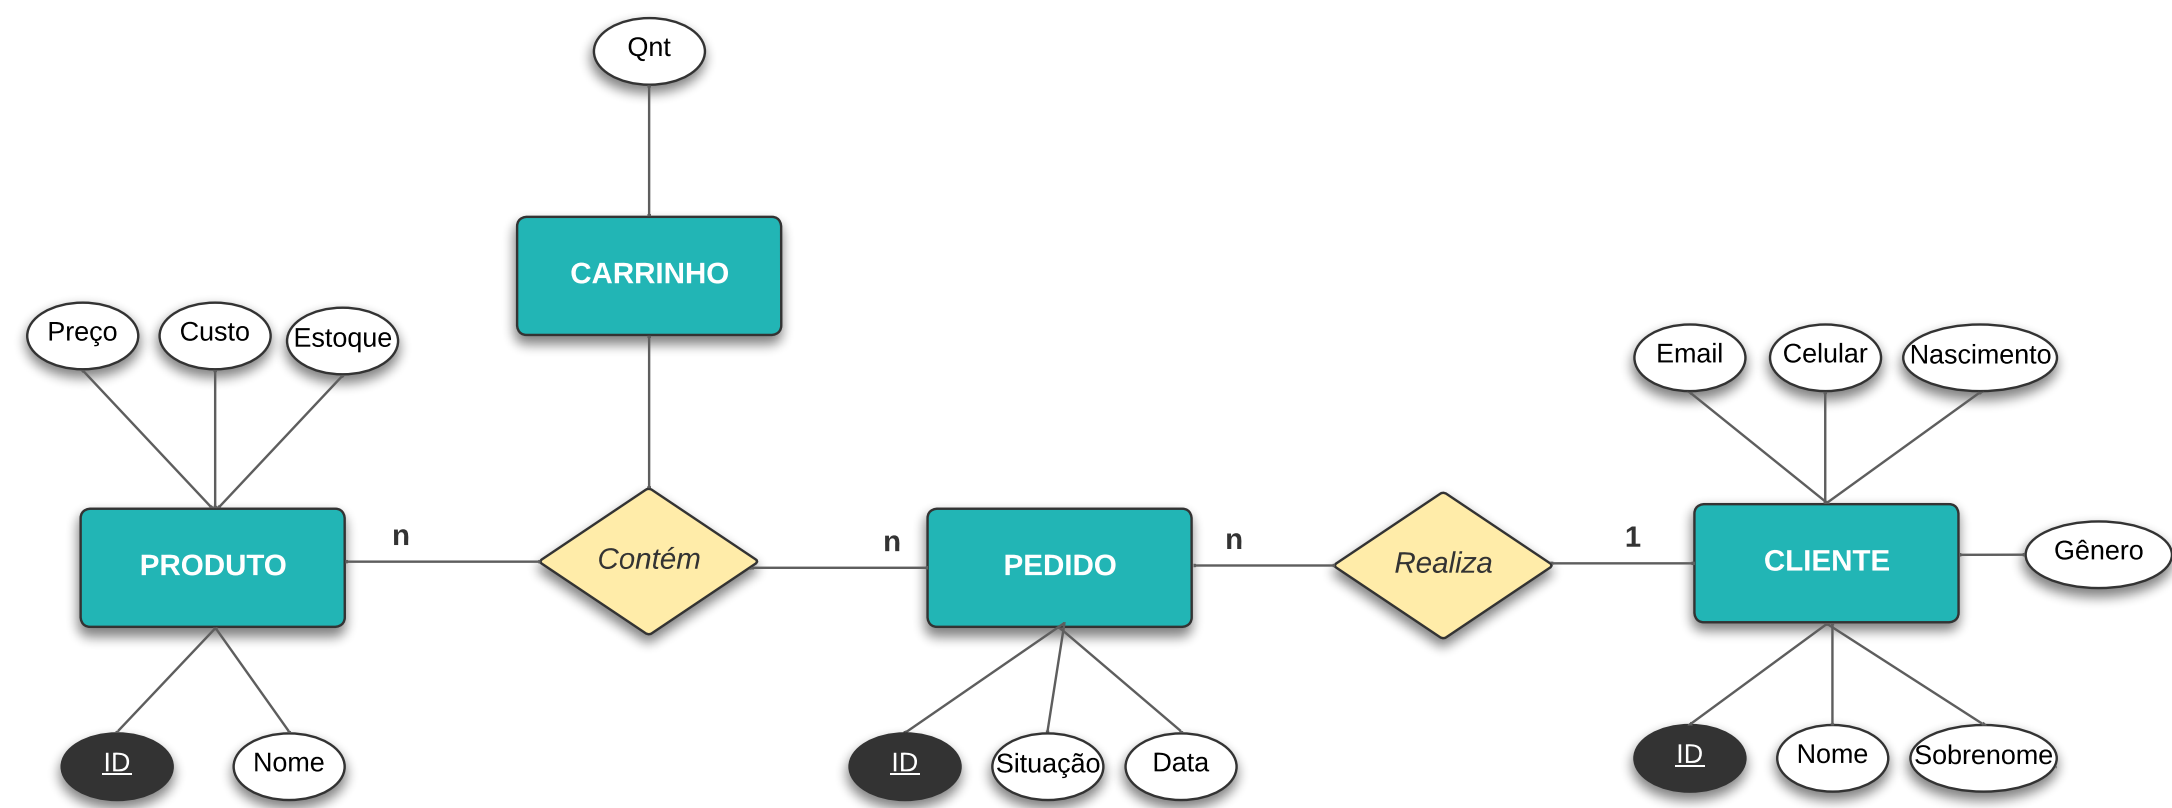 Qnt
CARRINHO
Preço
Custo
Estoque
Email
Celular
Nascimento
PRODUTO
n
Contém
n
PEDIDO
n
Realiza
1
CLIENTE
Gênero
ID
Nome
ID
Situação
Data
ID
Nome
Sobrenome